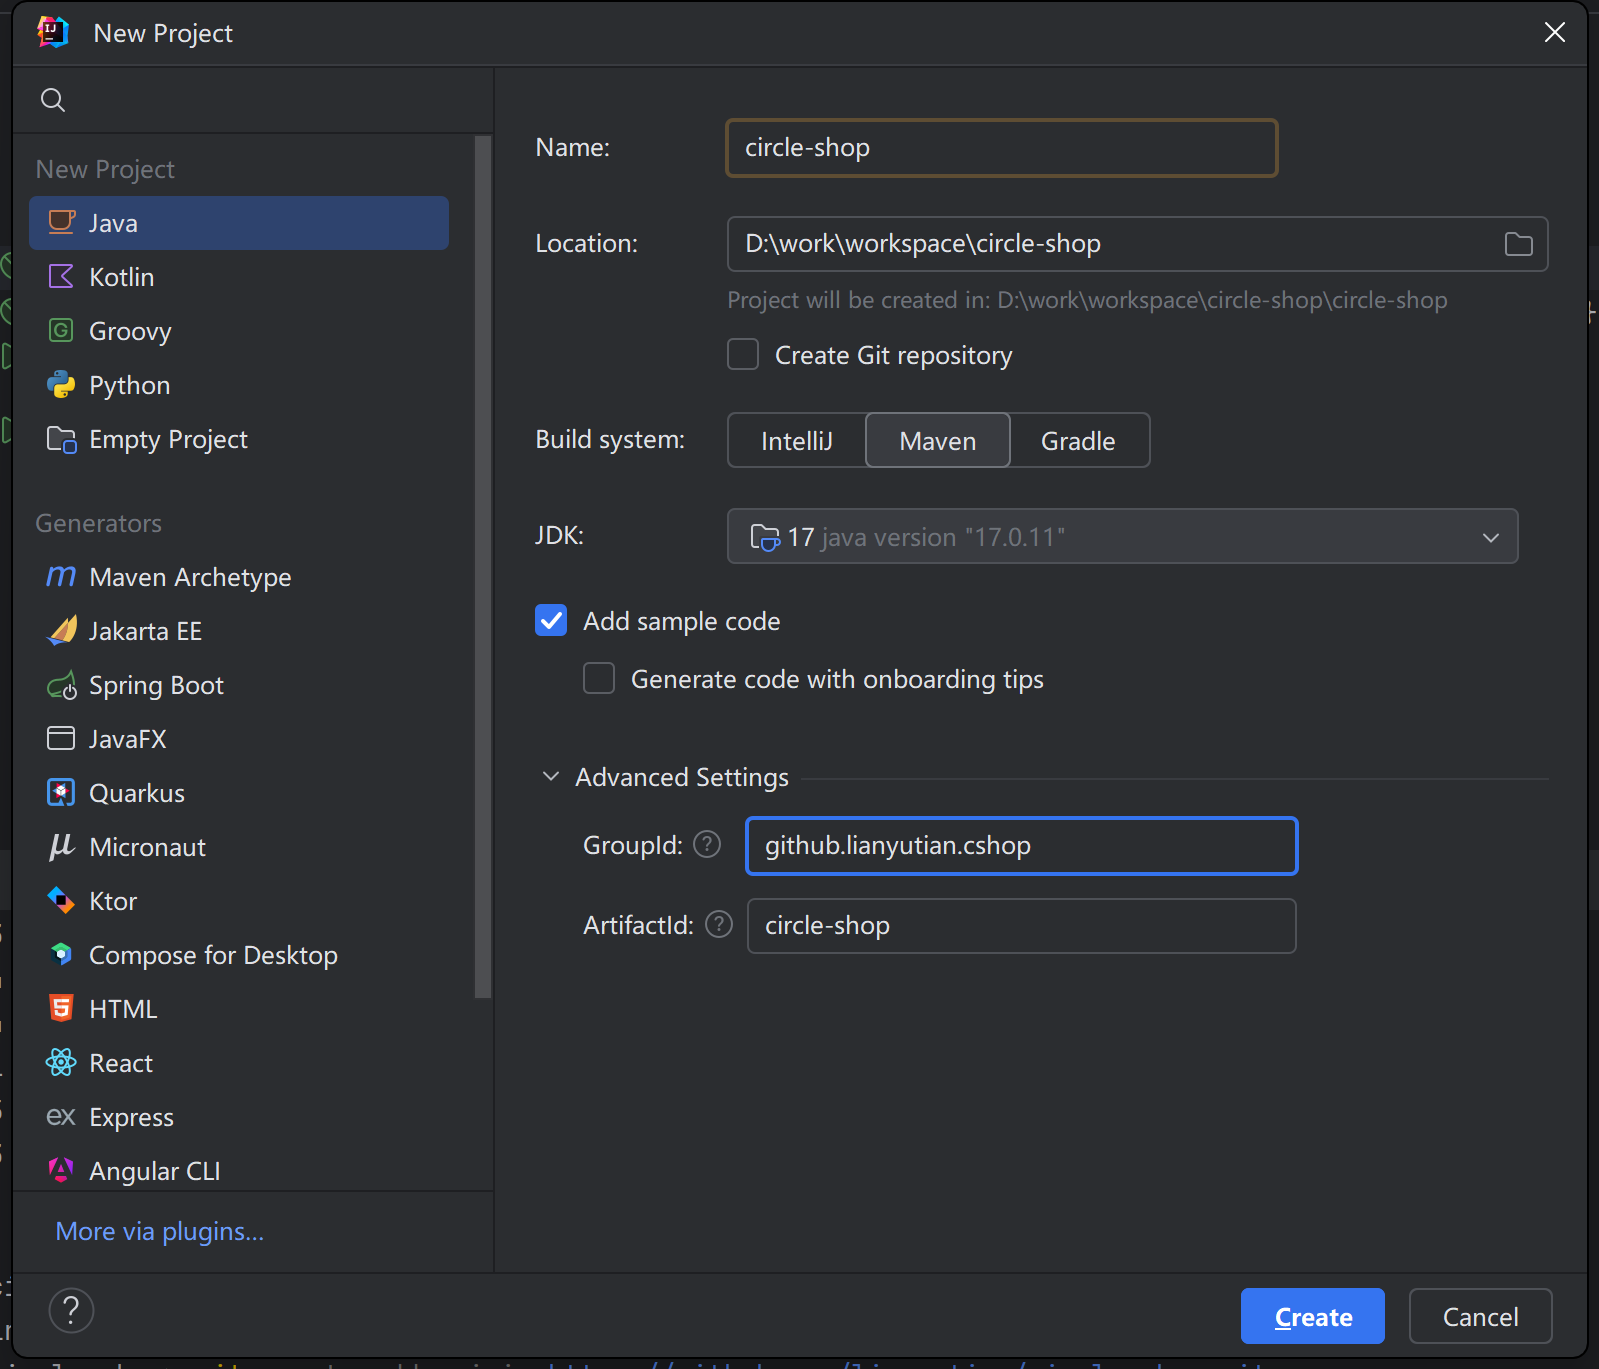 New Project
New Project
Java
Kotlin
Groovy
Python
Empty Project
Generators
Maven Archetype
Jakarta EE
Spring Boot
JavaFX
Quarkus
Micronaut
Ktor
Compose for Desktop
HTML
React
ex Express
Angular CLI
More via plugins...
Name: circle-shop
Location: D:\work\workspace\circle-shop
Project will be created in: D:\work\workspace\circle-shop\circle-shop
Create Git repository
Build system: IntelliJ Maven Gradle
JDK: 17 java version "17.0.11"
Add sample code
Generate code with onboarding tips
Advanced Settings
GroupId: ? github.lianyutian.cshop
ArtifactId: ? circle-shop
? Create Cancel